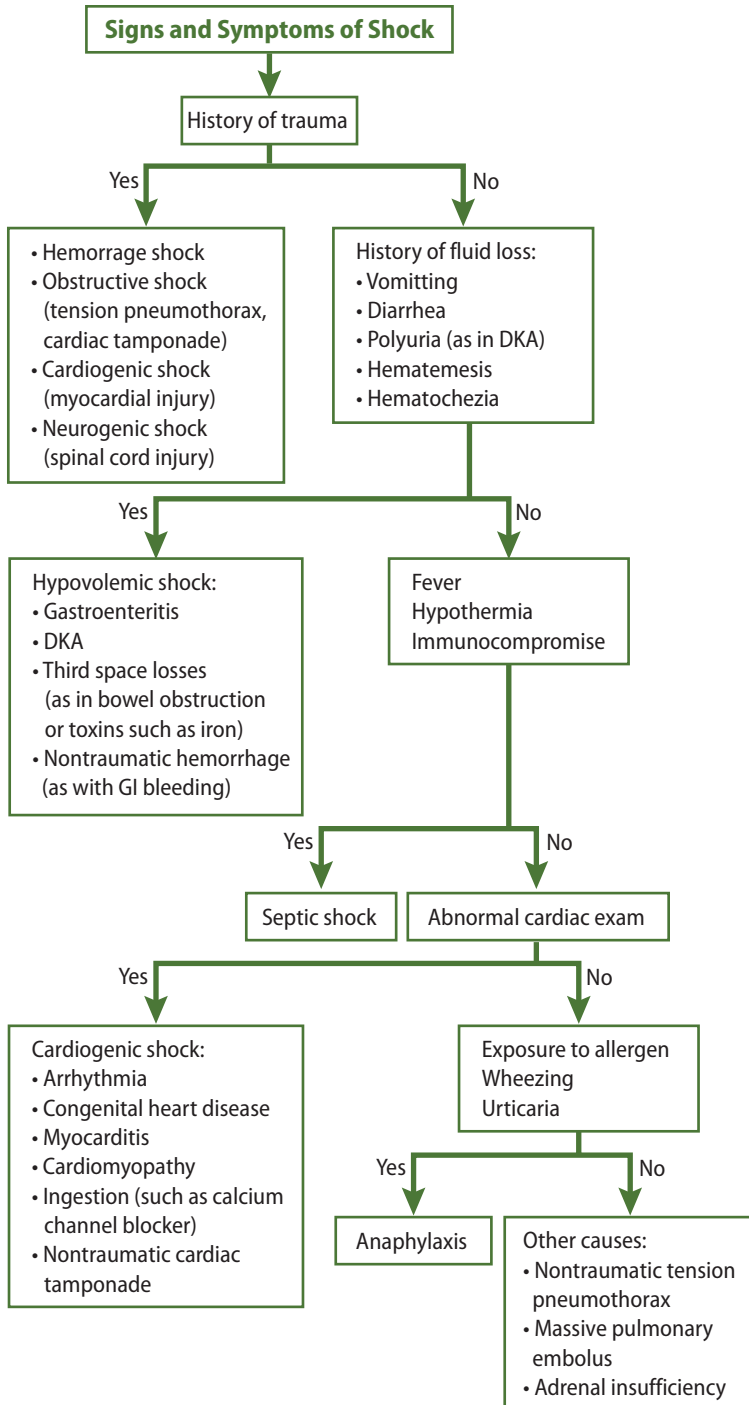 Signs and Symptoms of Shock
History of trauma
Yes
No
• Hemorrage shock
• Obstructive shock
(tension pneumothorax,
cardiac tamponade)
• Cardiogenic shock
(myocardial injury)
• Neurogenic shock
(spinal cord injury)
History of fluid loss:
• Vomitting
• Diarrhea
• Polyuria (as in DKA)
• Hematemesis
• Hematochezia
Yes
No
Hypovolemic shock:
• Gastroenteritis
• DKA
• Third space losses
(as in bowel obstruction
or toxins such as iron)
• Nontraumatic hemorrhage
(as with GI bleeding)
Fever
Hypothermia
Immunocompromise
Yes
No
Septic shock
Abnormal cardiac exam
Yes
No
Cardiogenic shock:
• Arrhythmia
• Congenital heart disease
• Myocarditis
• Cardiomyopathy
• Ingestion (such as calcium
channel blocker)
• Nontraumatic cardiac
tamponade
Exposure to allergen
Wheezing
Urticaria
Yes
No
Anaphylaxis
Other causes:
• Nontraumatic tension
pneumothorax
• Massive pulmonary
embolus
• Adrenal insufficiency